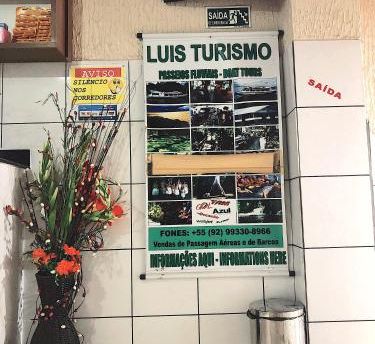 SAÍDA
LUIS TURISMO
PASSEIOS FLUVIAIS - BOAT TOURS
AVISO
SILÊNCIO
NOS
CORREDORES
SAÍDA
TAM
Azul
FONES: +55 (92) 99330-8966
Vendas de Passagem Aéreas e de Barcos
INFORMAÇÕES AQUI - INFORMATIONS HERE